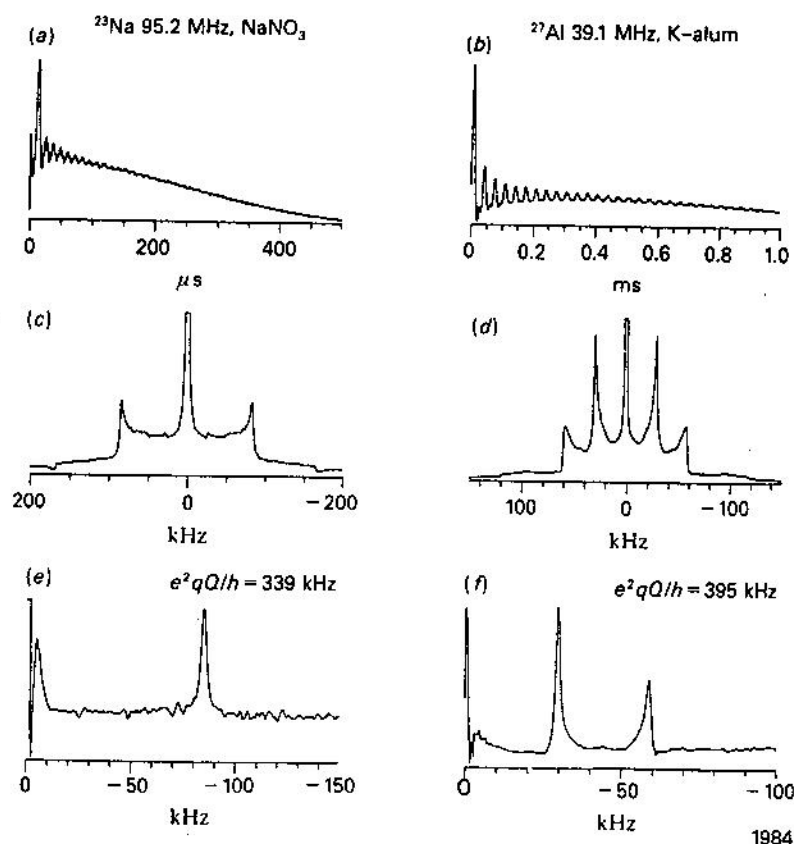 (a) ²³Na 95.2 MHz, NaNO₃
(b) ²⁷Al 39.1 MHz, K–alum
0 200 400
μs
0 0.2 0.4 0.6 0.8 1.0
ms
(c)
200 0 −200
kHz
(d)
100 0 −100
kHz
(e) e²qQ/h = 339 kHz
0 −50 −100 −150
kHz
(f) e²qQ/h = 395 kHz
0 −50 −100
kHz
1984